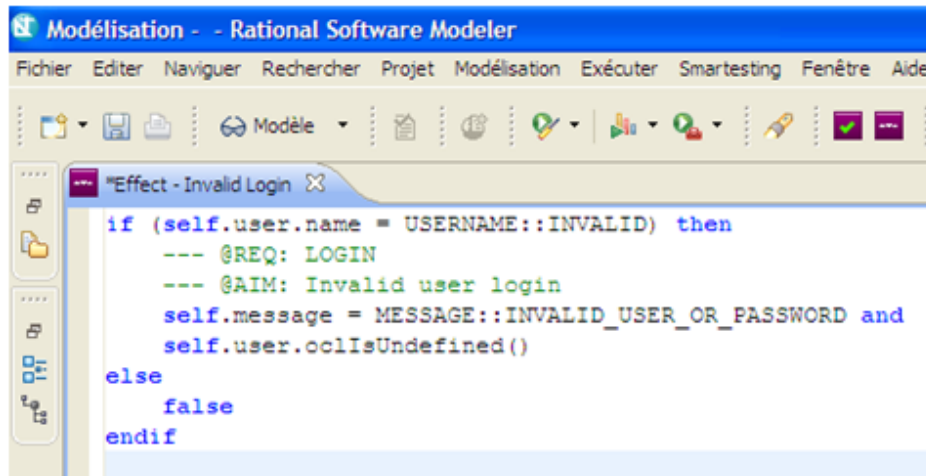 Modélisation - - Rational Software Modeler
Fichier Editer Naviguer Rechercher Projet Modélisation Exécuter Smartesting Fenêtre Aide
Modèle
*Effect - Invalid Login
if (self.user.name = USERNAME::INVALID) then
--- @REQ: LOGIN
--- @AIM: Invalid user login
self.message = MESSAGE::INVALID_USER_OR_PASSWORD and
self.user.oclIsUndefined()
else
false
endif